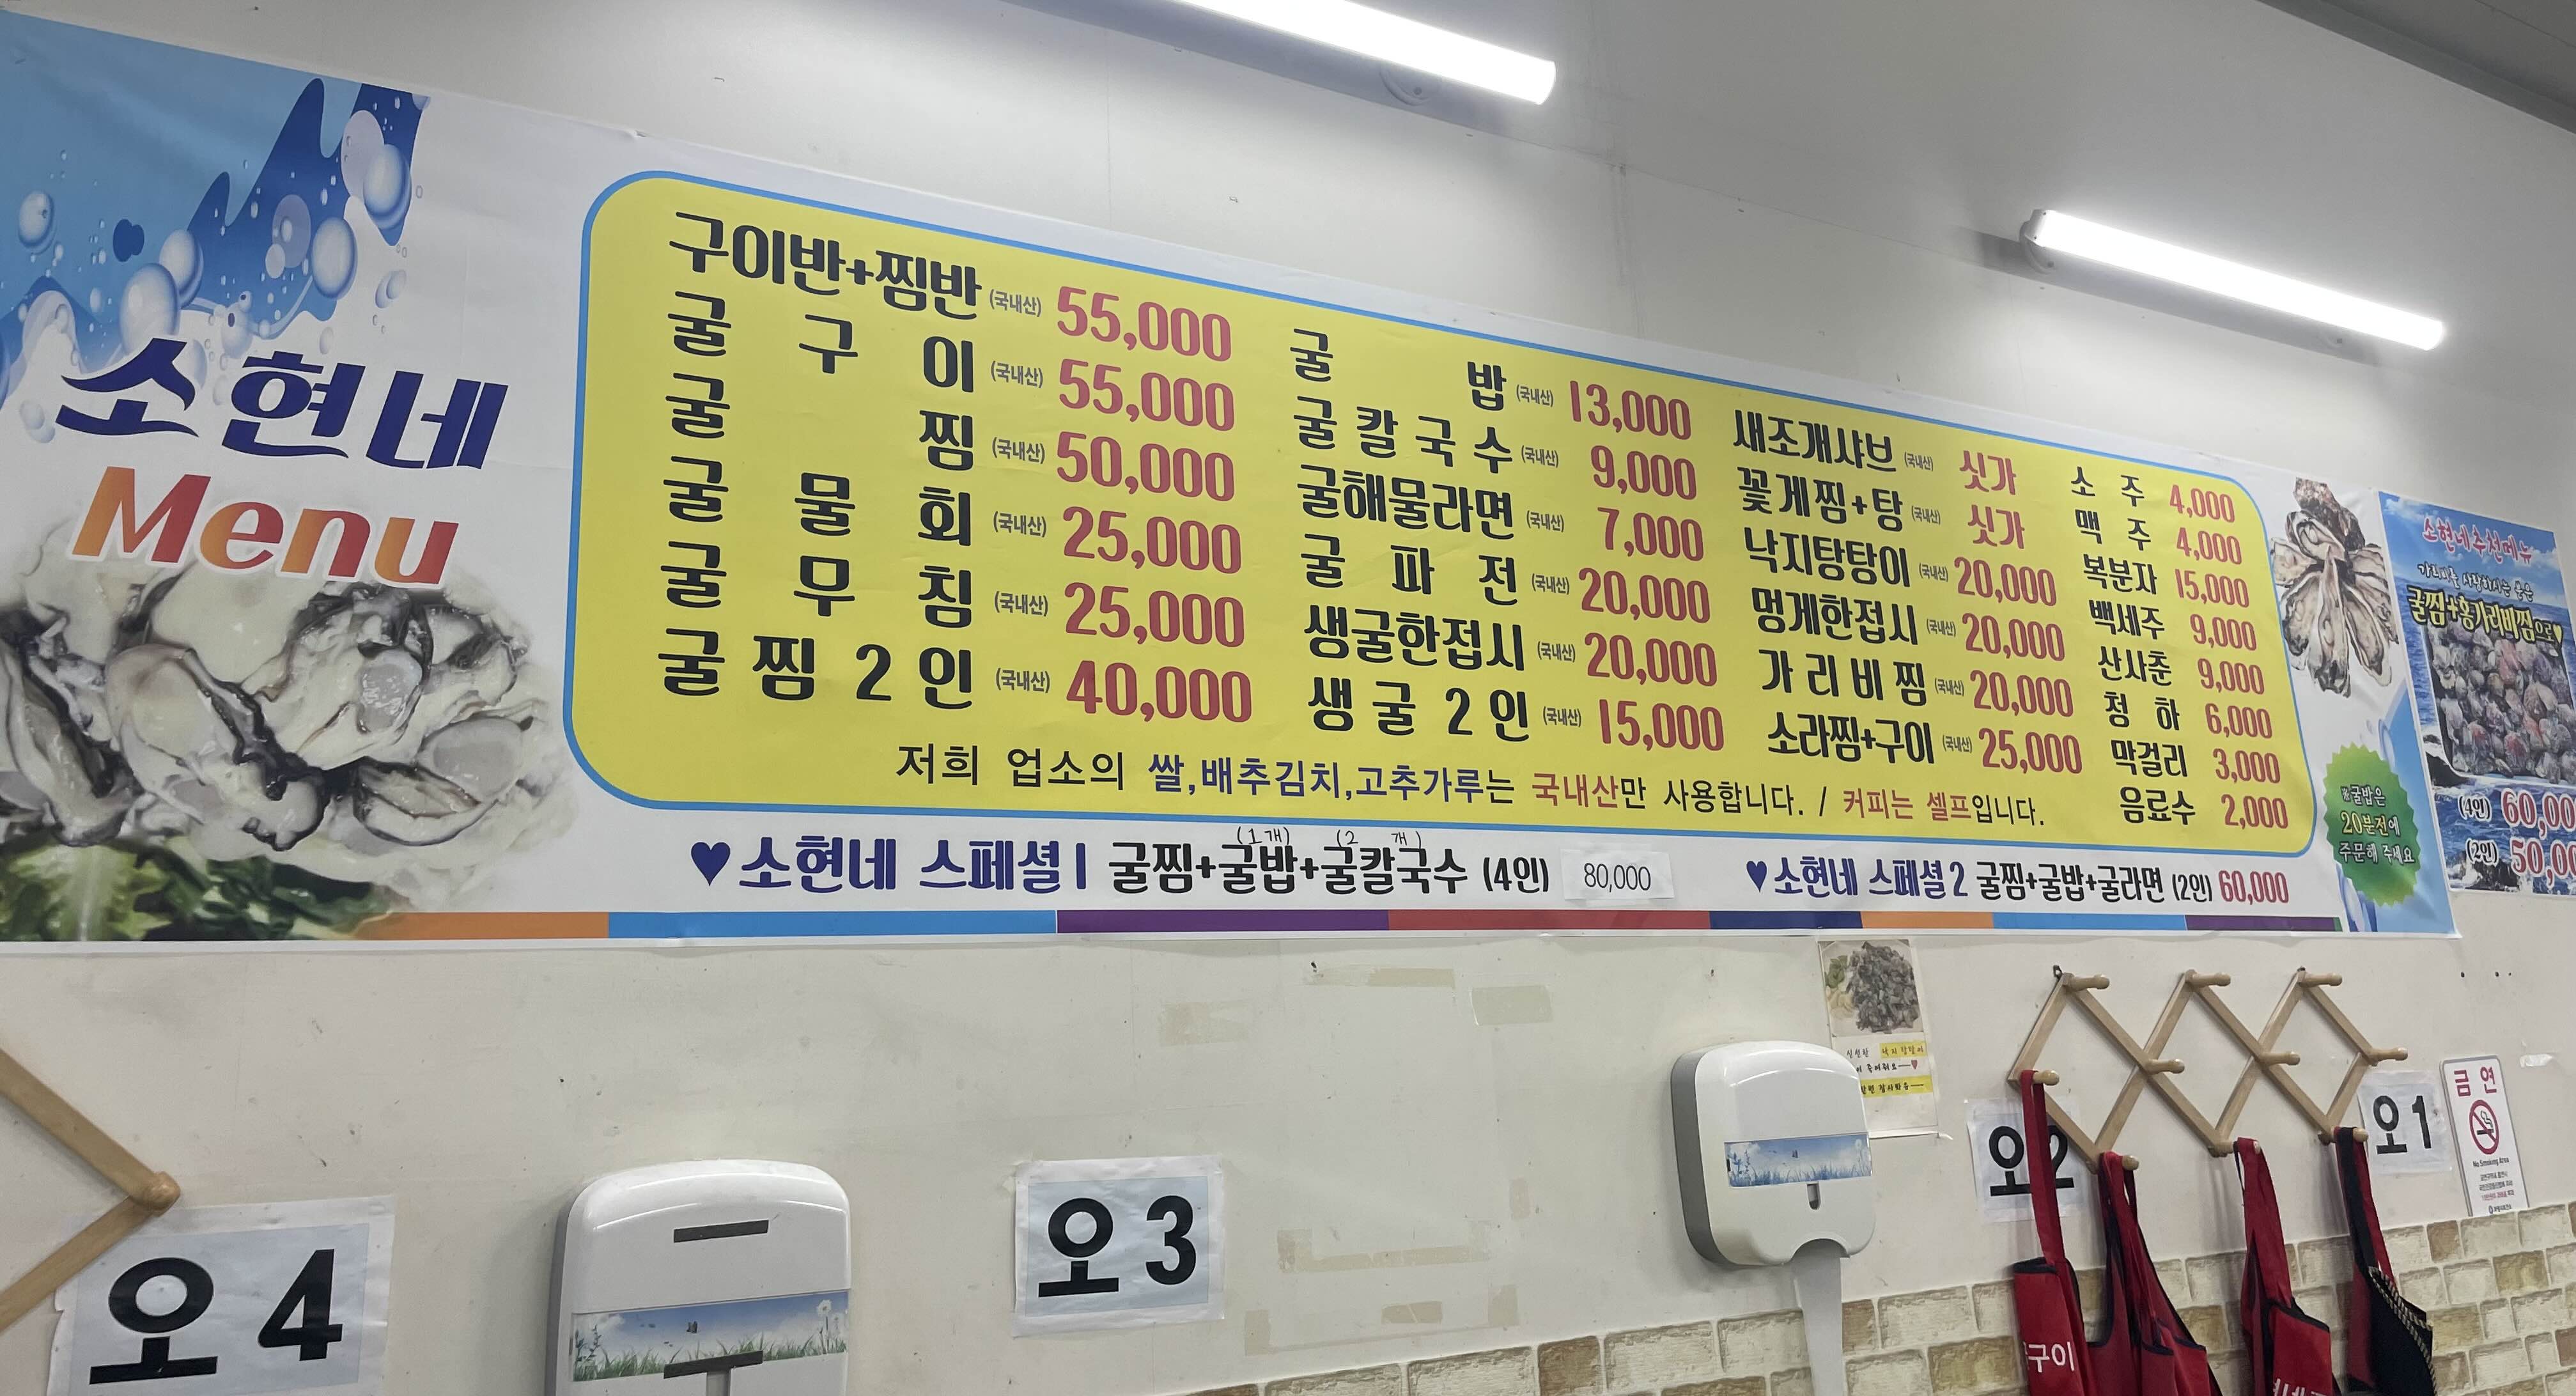 소현네
Menu
구이반+찜반 (국내산) 55,000
굴 구 이 (국내산) 55,000
굴 찜 (국내산) 50,000
굴 물 회 (국내산) 25,000
굴 무 침 (국내산) 25,000
굴 찜 2 인 (국내산) 40,000
굴 밥 (국내산) 13,000
굴 칼 국 수 (국내산) 9,000
굴해물라면 (국내산) 7,000
굴 파 전 (국내산) 20,000
생굴한접시 (국내산) 20,000
생 굴 2 인 (국내산) 15,000
새조개샤브 (국내산) 싯가
꽃게찜+탕 (국내산) 싯가
낙지탕탕이 (국내산) 20,000
멍게한접시 (국내산) 20,000
가 리 비 찜 (국내산) 20,000
소라찜+구이 (국내산) 25,000
소 주 4,000
맥 주 4,000
복분자 15,000
백세주 9,000
산사춘 9,000
청 하 6,000
막걸리 3,000
음료수 2,000
저희 업소의 쌀,배추김치,고추가루는 국내산만 사용합니다. / 커피는 셀프입니다.
(1개) (2 개)
♥소현네 스페셜1 굴찜+굴밥+굴칼국수 (4인) 80,000
♥소현네 스페셜2 굴찜+굴밥+굴라면 (2인) 60,000
※굴밥은
20분전에
주문해 주세요
소현네추천메뉴
굴찜+홍가리비찜으로♥
(4인) 60,00
(2인) 50,00
오4
오3
오2
오1
금 연
No Smoking Area
구이